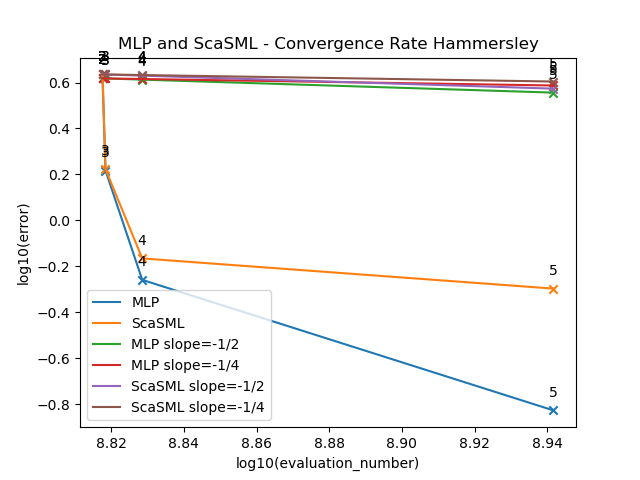 MLP and ScaSML - Convergence Rate Hammersley
log10(error)
0.6
0.4
0.2
0.0
−0.2
−0.4
−0.6
−0.8
3
4
4
4
4
5
5
5
MLP
ScaSML
MLP slope=-1/2
MLP slope=-1/4
ScaSML slope=-1/2
ScaSML slope=-1/4
8.82 8.84 8.86 8.88 8.90 8.92 8.94
log10(evaluation_number)